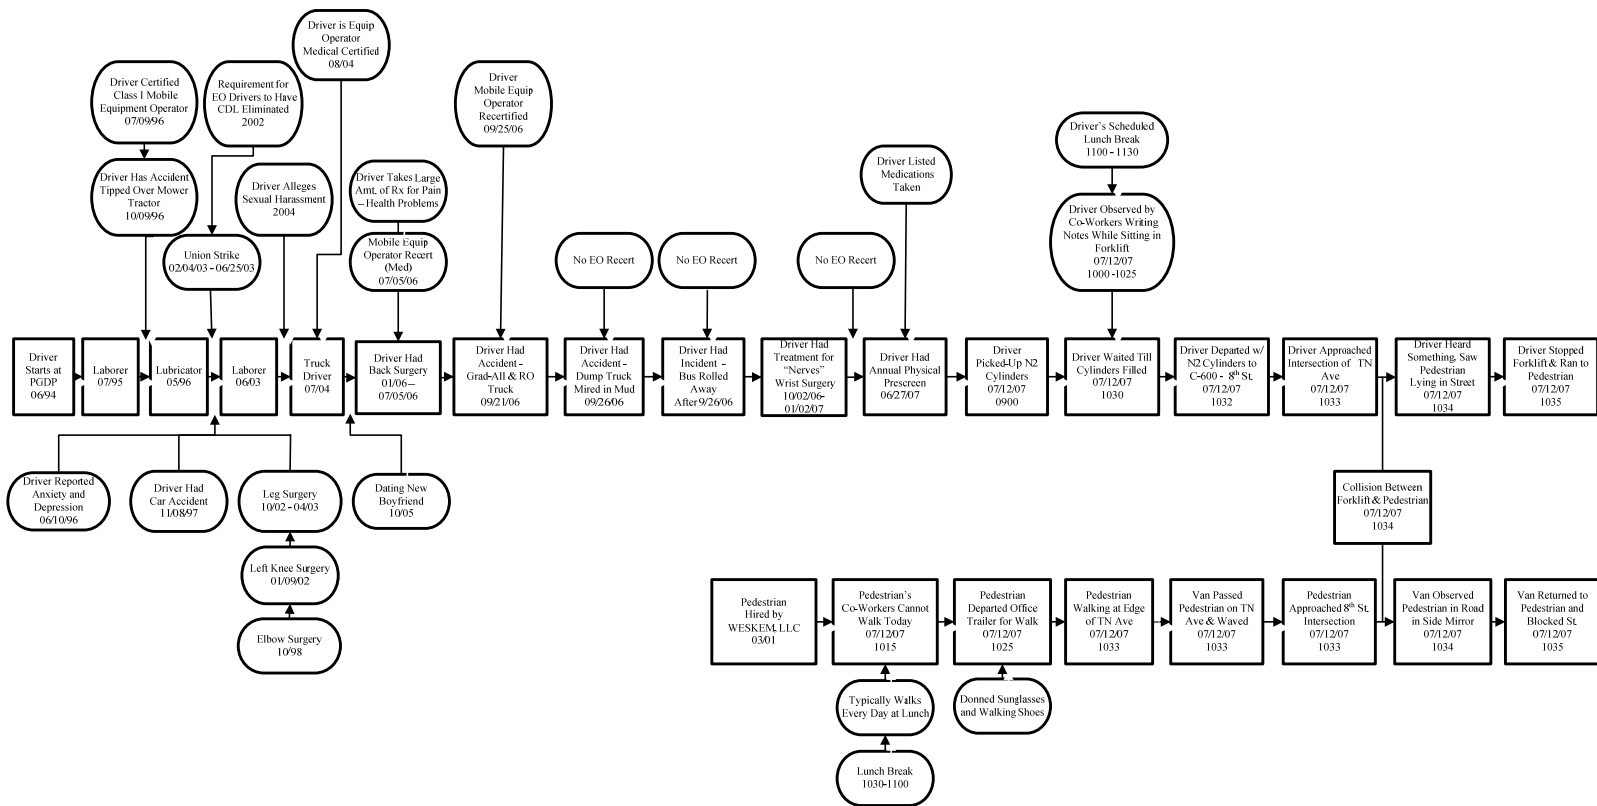 Driver is Equip
Operator
Medical Certified
08/04
Driver Certified
Class I Mobile
Equipment Operator
07/09/96
Requirement for
EO Drivers to Have
CDL Eliminated
2002
Driver
Mobile Equip
Operator
Recertified
09/25/06
Driver's Scheduled
Lunch Break
1100 - 1130
Driver Has Accident
Tipped Over Mower
Tractor
10/09/96
Driver Alleges
Sexual Harassment
2004
Driver Takes Large
Amt. of Rx for Pain
– Health Problems
Driver Listed
Medications
Taken
Driver Observed by
Co-Workers Writing
Notes While Sitting in
Forklift
07/12/07
1000 -1025
Union Strike
02/04/03 - 06/25/03
Mobile Equip
Operator Recert
(Med)
07/05/06
No EO Recert
No EO Recert
No EO Recert
Driver
Starts at
PGDP
06/94
Laborer
07/95
Lubricator
05/96
Laborer
06/03
Truck
Driver
07/04
Driver Had
Back Surgery
01/06 –
07/05/06
Driver Had
Accident -
Grad-All & RO
Truck
09/21/06
Driver Had
Accident -
Dump Truck
Mired in Mud
09/26/06
Driver Had
Incident -
Bus Rolled
Away
After 9/26/06
Driver Had
Treatment for
"Nerves"
Wrist Surgery
10/02/06-
01/02/07
Driver Had
Annual Physical
Prescreen
06/27/07
Driver
Picked-Up N2
Cylinders
07/12/07
0900
Driver Waited Till
Cylinders Filled
07/12/07
1030
Driver Departed w/
N2 Cylinders to
C-600 - 8th St.
07/12/07
1032
Driver Approached
Intersection of TN
Ave
07/12/07
1033
Driver Heard
Something, Saw
Pedestrian
Lying in Street
07/12/07
1034
Driver Stopped
Forklift & Ran to
Pedestrian
07/12/07
1035
Driver Reported
Anxiety and
Depression
06/10/96
Driver Had
Car Accident
11/08/97
Leg Surgery
10/02 - 04/03
Dating New
Boyfriend
10/05
Collision Between
Forklift & Pedestrian
07/12/07
1034
Left Knee Surgery
01/09/02
Elbow Surgery
10/98
Pedestrian
Hired by
WESKEM, LLC
03/01
Pedestrian's
Co-Workers Cannot
Walk Today
07/12/07
1015
Pedestrian
Departed Office
Trailer for Walk
07/12/07
1025
Pedestrian
Walking at Edge
of TN Ave
07/12/07
1033
Van Passed
Pedestrian on TN
Ave & Waved
07/12/07
1033
Pedestrian
Approached 8th St.
Intersection
07/12/07
1033
Van Observed
Pedestrian in Road
in Side Mirror
07/12/07
1034
Van Returned to
Pedestrian and
Blocked St.
07/12/07
1035
Typically Walks
Every Day at Lunch
Donned Sunglasses
and Walking Shoes
Lunch Break
1030-1100